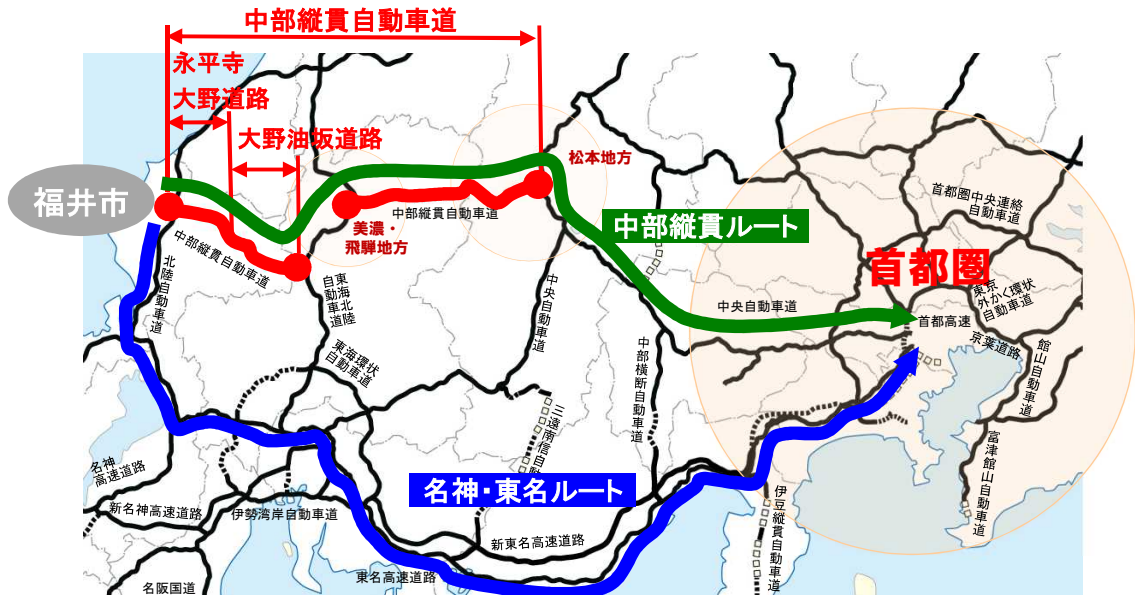 中部縦貫自動車道
永平寺
大野道路
大野油坂道路
松本地方
福井市
中部縦貫自動車道
美濃・
飛騨地方
中部縦貫ルート
首都圏中央連絡
自動車道
首都圏
中部縦貫自動車道
北陸自動車道
東海北陸
自動車道
中央自動車道
中央自動車道
東京
外かく環状
自動車道
首都高速
京葉道路
館山自動車道
東海環状
自動車道
中部横断自動車道
三遠南信自動
名神
高速道路
名神・東名ルート
富津館山自動車道
新名神高速道路
伊勢湾岸自動車道
伊豆縦貫自動車道
新東名高速道路
東名高速道路
名阪国道